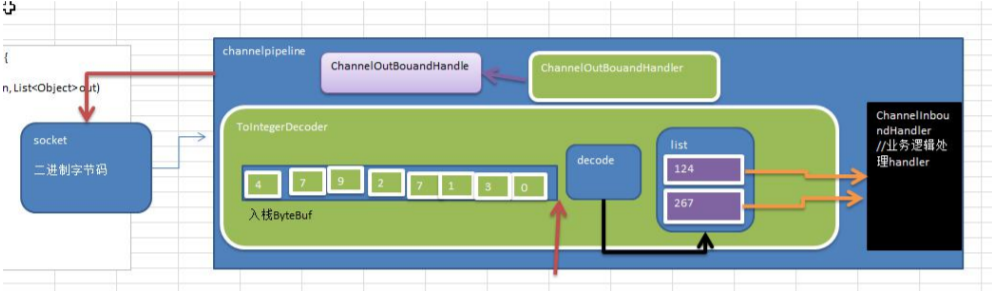 {
n, List<Object> out)
channelpipeline
ChannelOutBouandHandle
ChannelOutBouandHandler
socket
二进制字节码
ToIntegerDecoder
4 7 9 2 7 1 3 0
入栈ByteBuf
decode
list
124
267
ChannelInbou
ndHandler
//业务逻辑处
理handler